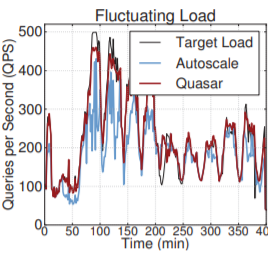 Fluctuating Load
Queries per Second (QPS)
500
400
300
200
100
0
Target Load
Autoscale
Quasar
0 50 100 150 200 250 300 350 400
Time (min)